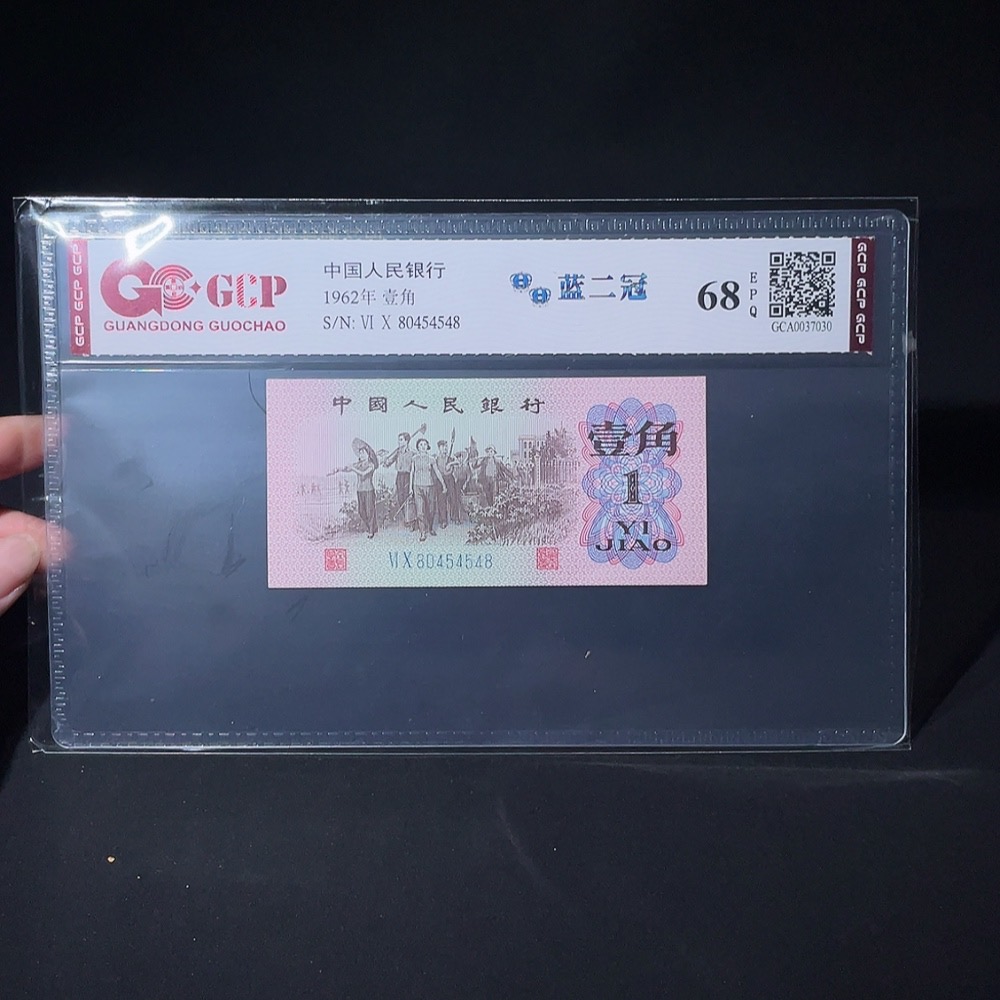 GCP GCP GCP
GC GCP
GUANGDONG GUOCHAO
中国人民银行
1962年 壹角
S/N: VI X 80454548
蓝二冠
68
EPQ
GCA0037030
GCP GCP GCP
中國人民銀行
壹角
1
YI
JIAO
VI X 80454548